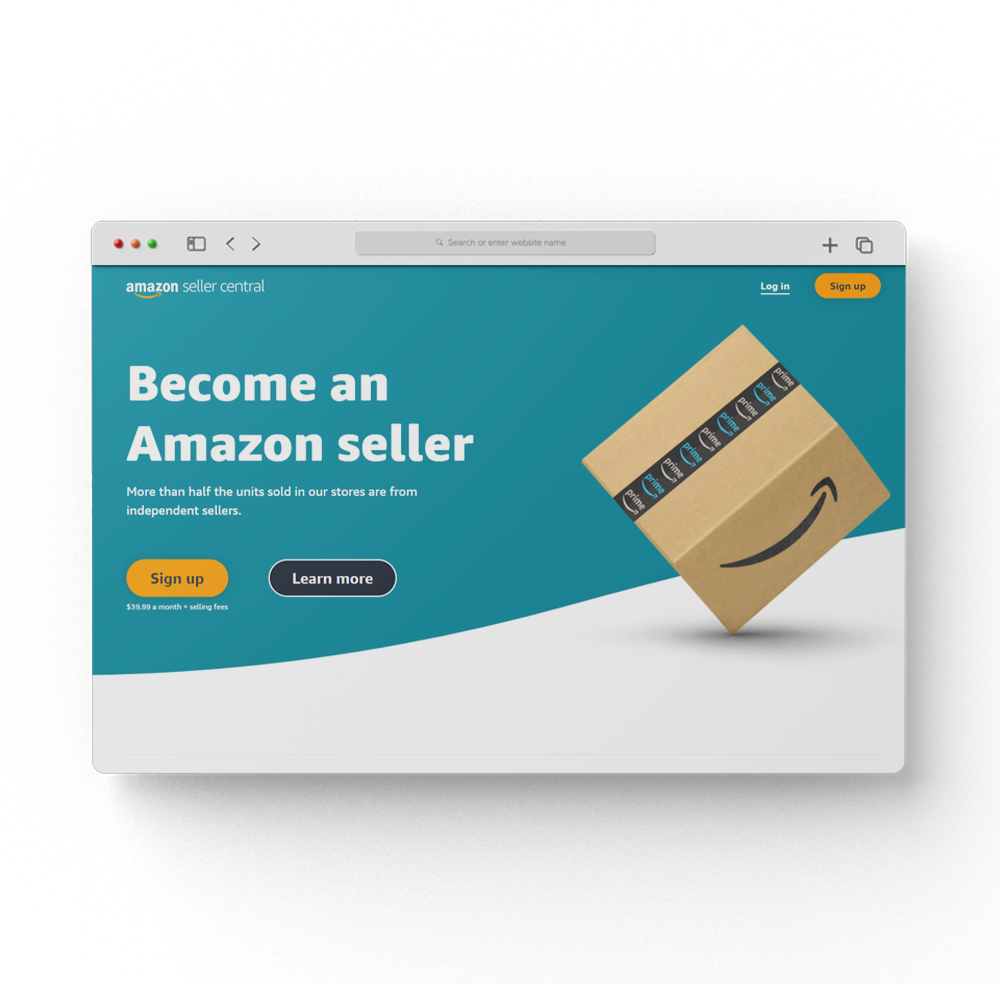 Search or enter website name
amazon seller central
Log in
Sign up
Become an
Amazon seller
More than half the units sold in our stores are from
independent sellers.
Sign up
Learn more
$39.99 a month + selling fees
prime
prime
prime
prime
prime
prime
prime
prime
prime